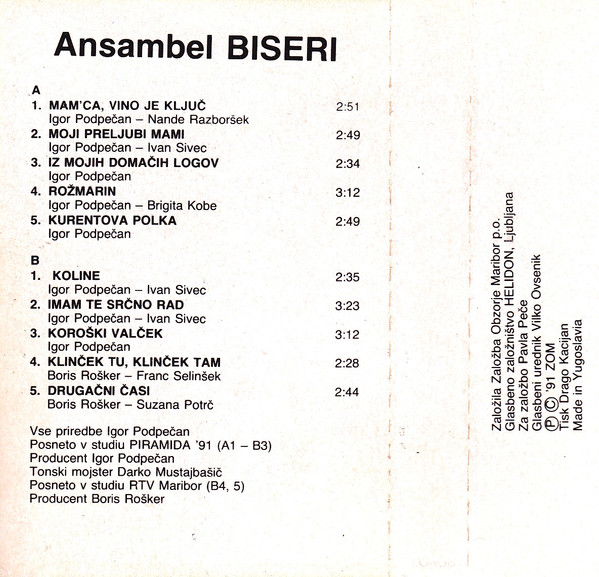 Ansambel BISERI
A
1. MAM'CA, VINO JE KLJUČ 2:51
Igor Podpečan – Nande Razboršek
2. MOJI PRELJUBI MAMI 2:49
Igor Podpečan – Ivan Sivec
3. IZ MOJIH DOMAČIH LOGOV 2:34
Igor Podpečan
4. ROŽMARIN 3:12
Igor Podpečan – Brigita Kobe
5. KURENTOVA POLKA 2:49
Igor Podpečan
B
1. KOLINE 2:35
Igor Podpečan – Ivan Sivec
2. IMAM TE SRČNO RAD 3:23
Igor Podpečan – Ivan Sivec
3. KOROŠKI VALČEK 3:12
Igor Podpečan
4. KLINČEK TU, KLINČEK TAM 2:28
Boris Rošker – Franc Selinšek
5. DRUGAČNI ČASI 2:44
Boris Rošker – Suzana Potrč
Vse priredbe Igor Podpečan
Posneto v studiu PIRAMIDA '91 (A1 – B3)
Producent Igor Podpečan
Tonski mojster Darko Mustajbašič
Posneto v studiu RTV Maribor (B4, 5)
Producent Boris Rošker
Založila Založba Obzorje Maribor p.o.
Glasbeno založništvo HELIDON, Ljubljana
Za založbo Pavla Peče
Glasbeni urednik Vilko Ovsenik
Ⓟ © '91 ZOM
Tisk Drago Kacijan
Made in Yugoslavia